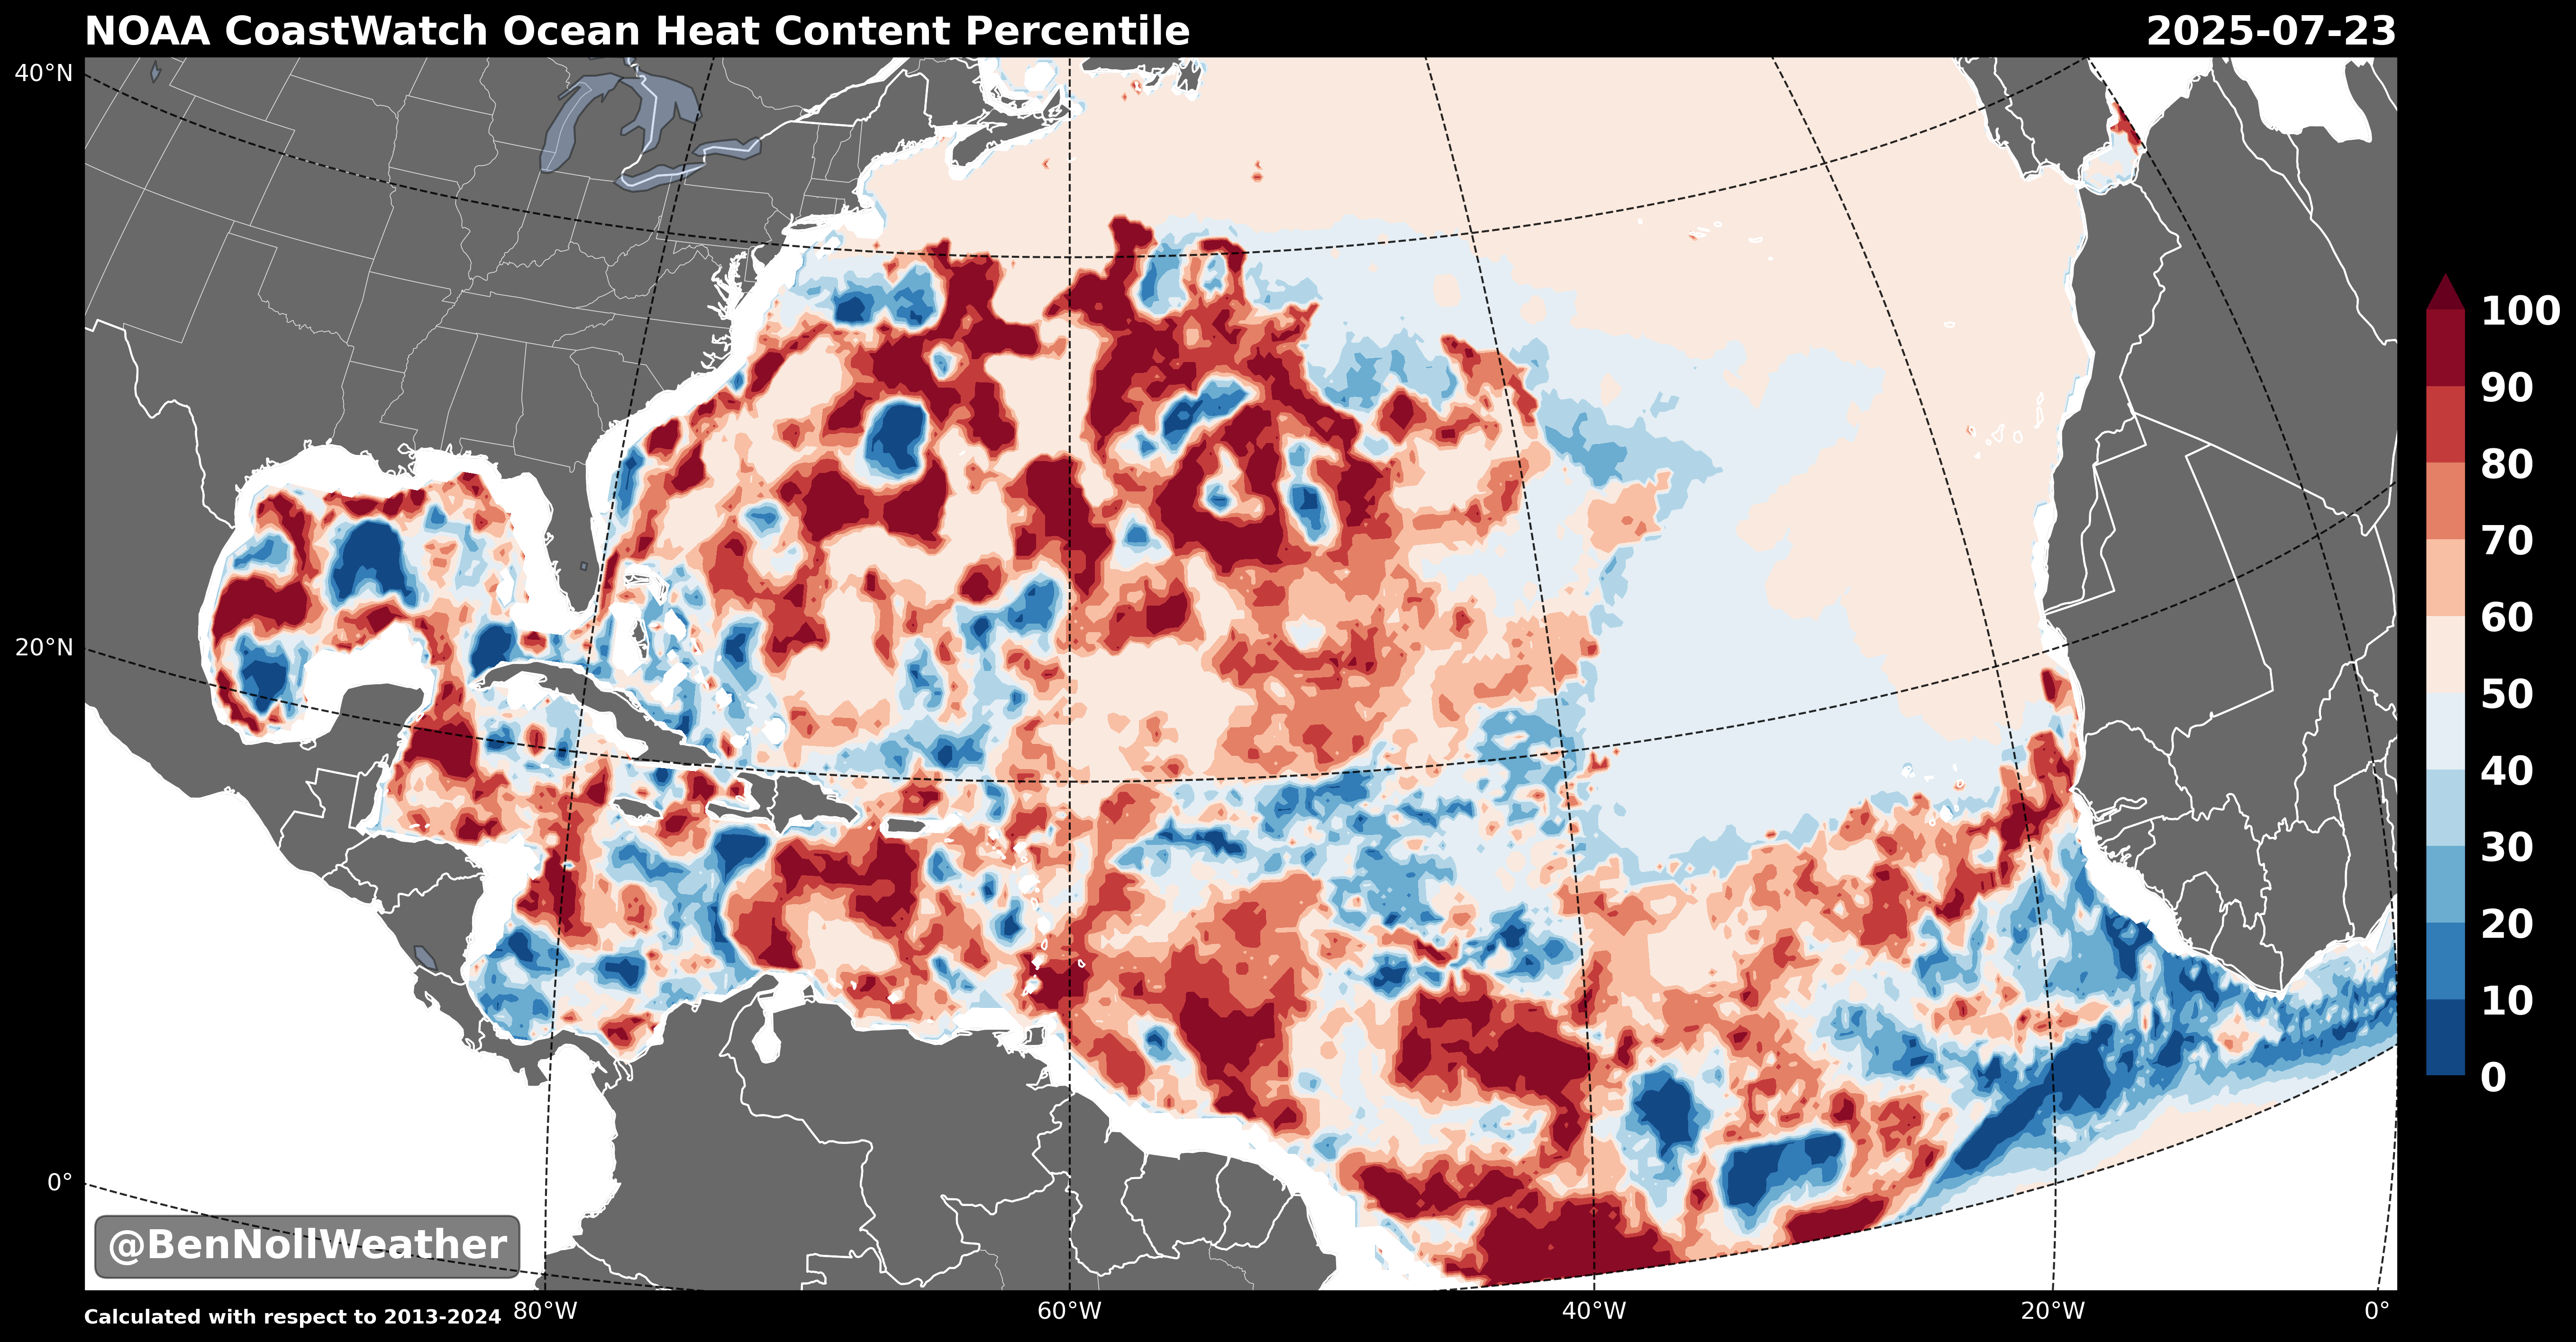 NOAA CoastWatch Ocean Heat Content Percentile
2025-07-23
40°N
20°N
0°
100
90
80
70
60
50
40
30
20
10
0
@BenNollWeather
Calculated with respect to 2013-2024
80°W
60°W
40°W
20°W
0°